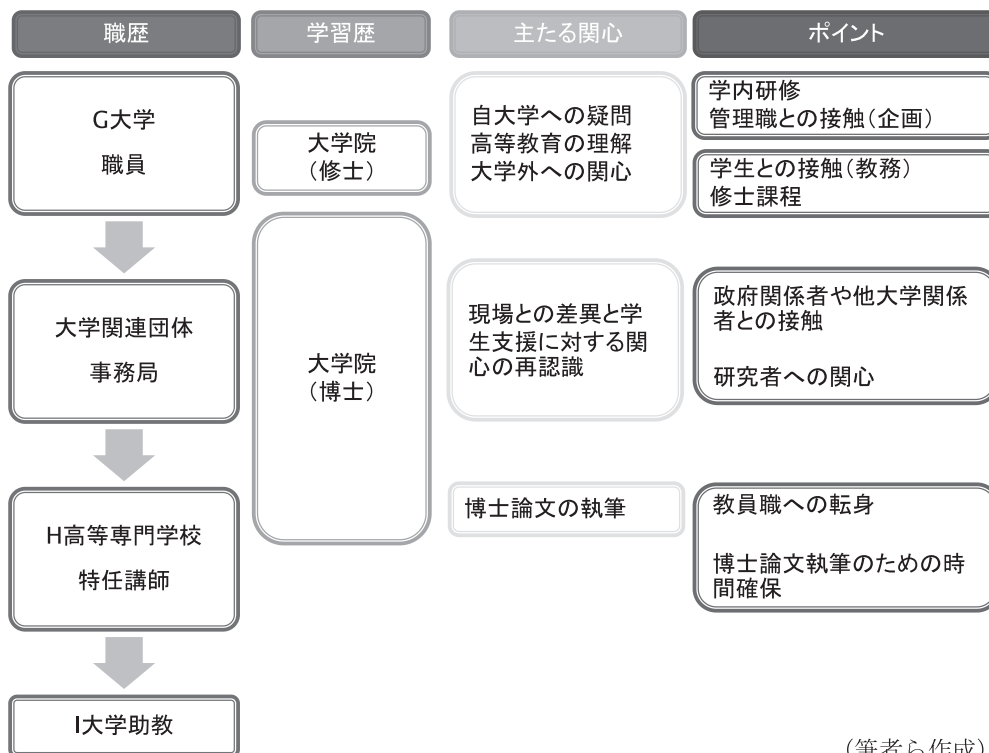 職歴
学習歴
主たる関心
ポイント
G大学
職員
大学院
(修士)
自大学への疑問
高等教育の理解
大学外への関心
学内研修
管理職との接触(企画)
学生との接触(教務)
修士課程
大学関連団体
事務局
大学院
(博士)
現場との差異と学
生支援に対する関
心の再認識
政府関係者や他大学関係
者との接触
研究者への関心
H高等専門学校
特任講師
博士論文の執筆
教員職への転身
博士論文執筆のための時
間確保
I大学助教
(筆者ら作成)